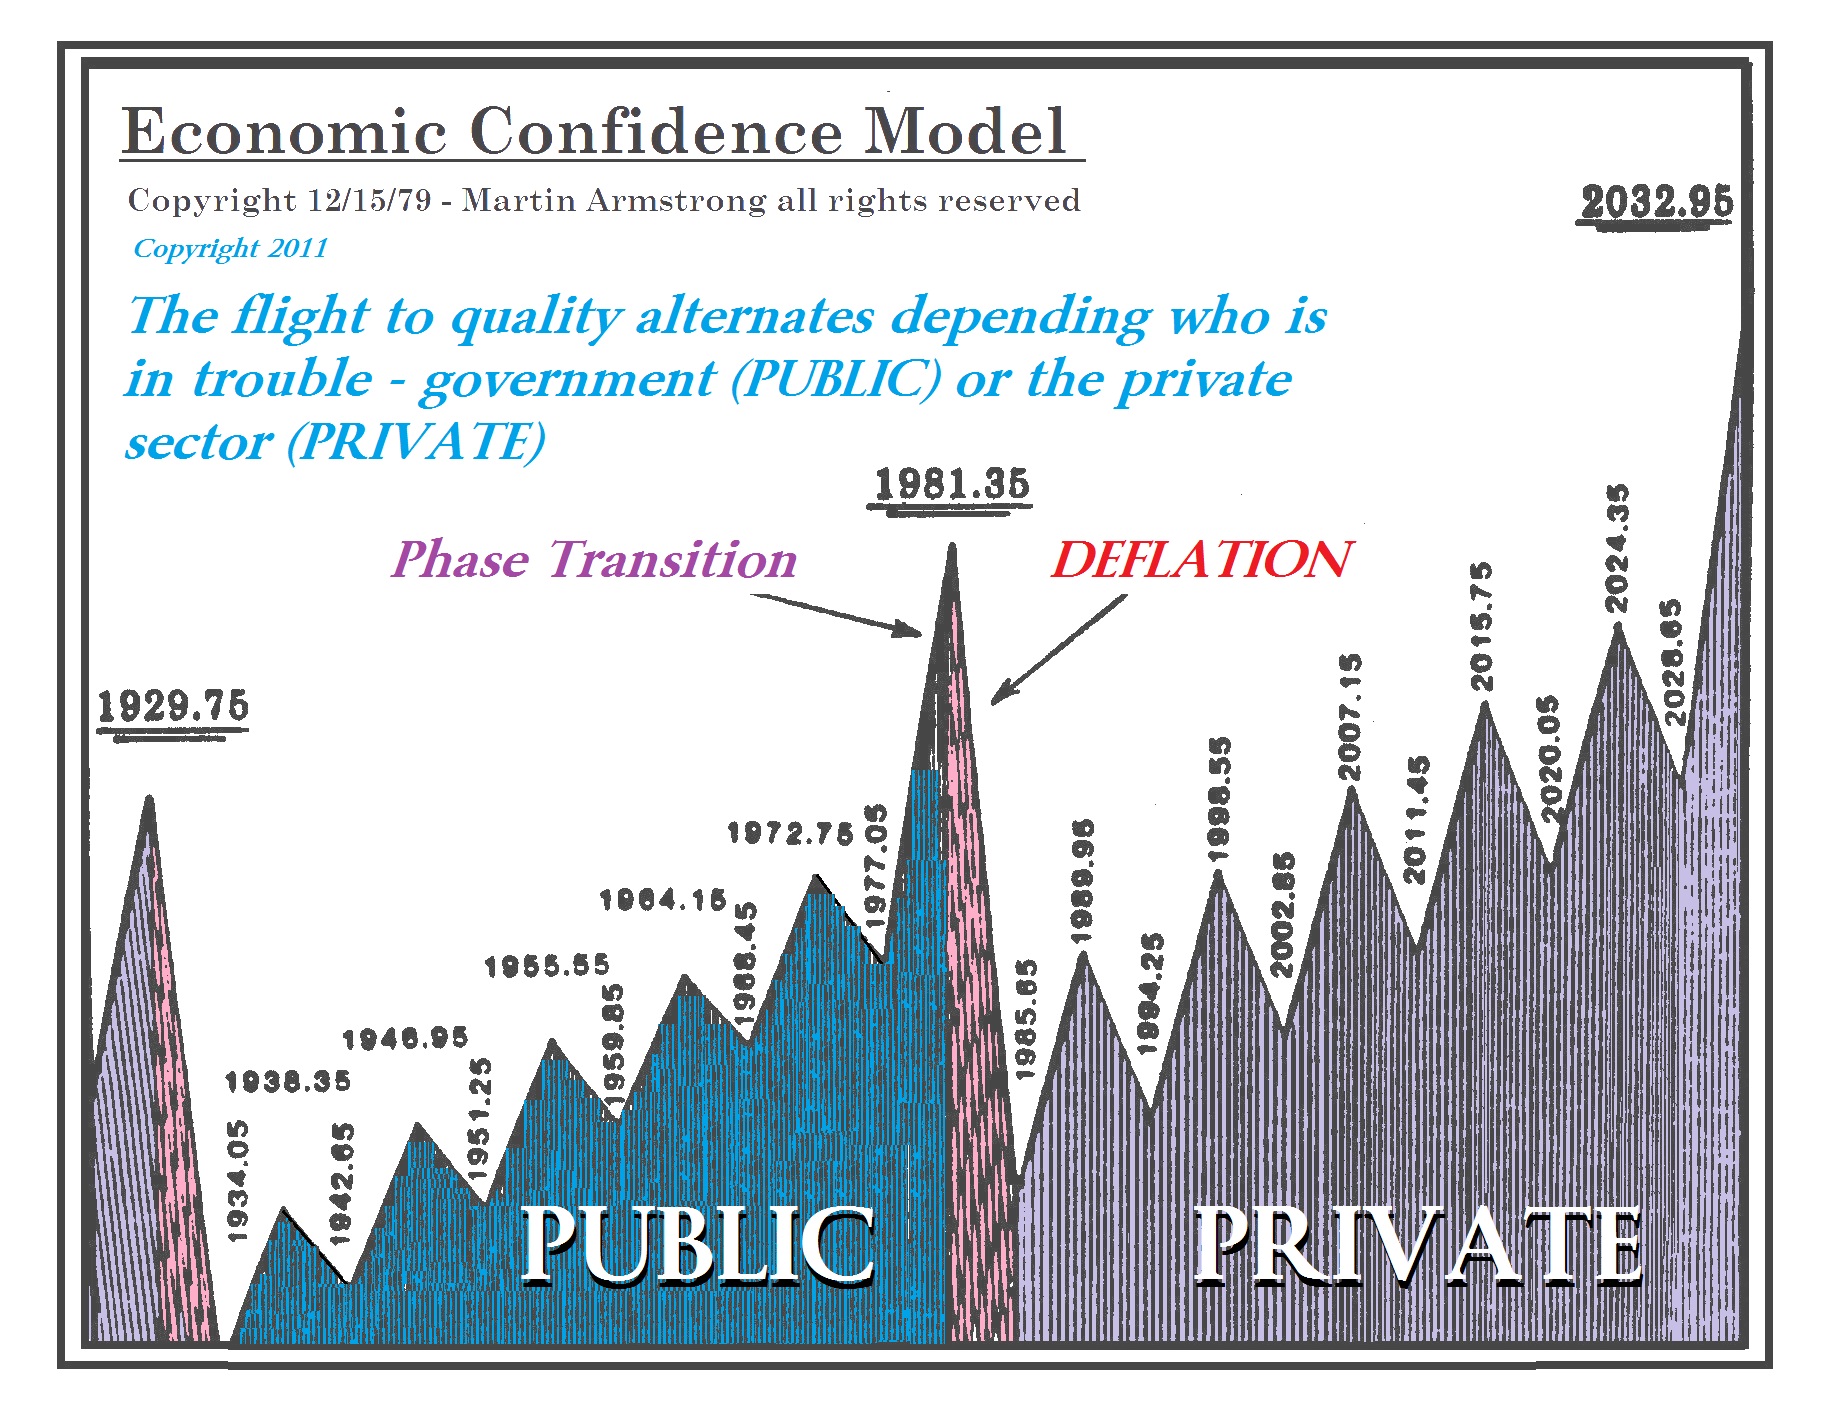 Economic Confidence Model
Copyright 12/15/79 - Martin Armstrong all rights reserved
Copyright 2011
The flight to quality alternates depending who is
in trouble - government (PUBLIC) or the private
sector (PRIVATE)
2032.95
1981.35
Phase Transition
DEFLATION
1929.75
1934.05
1938.35
1942.65
1946.95
1951.25
1955.55
1959.85
1964.15
1968.45
1972.75
1977.05
1985.65
1989.95
1994.25
1998.55
2002.85
2007.15
2011.45
2015.75
2020.05
2024.35
2028.65
PUBLIC
PRIVATE